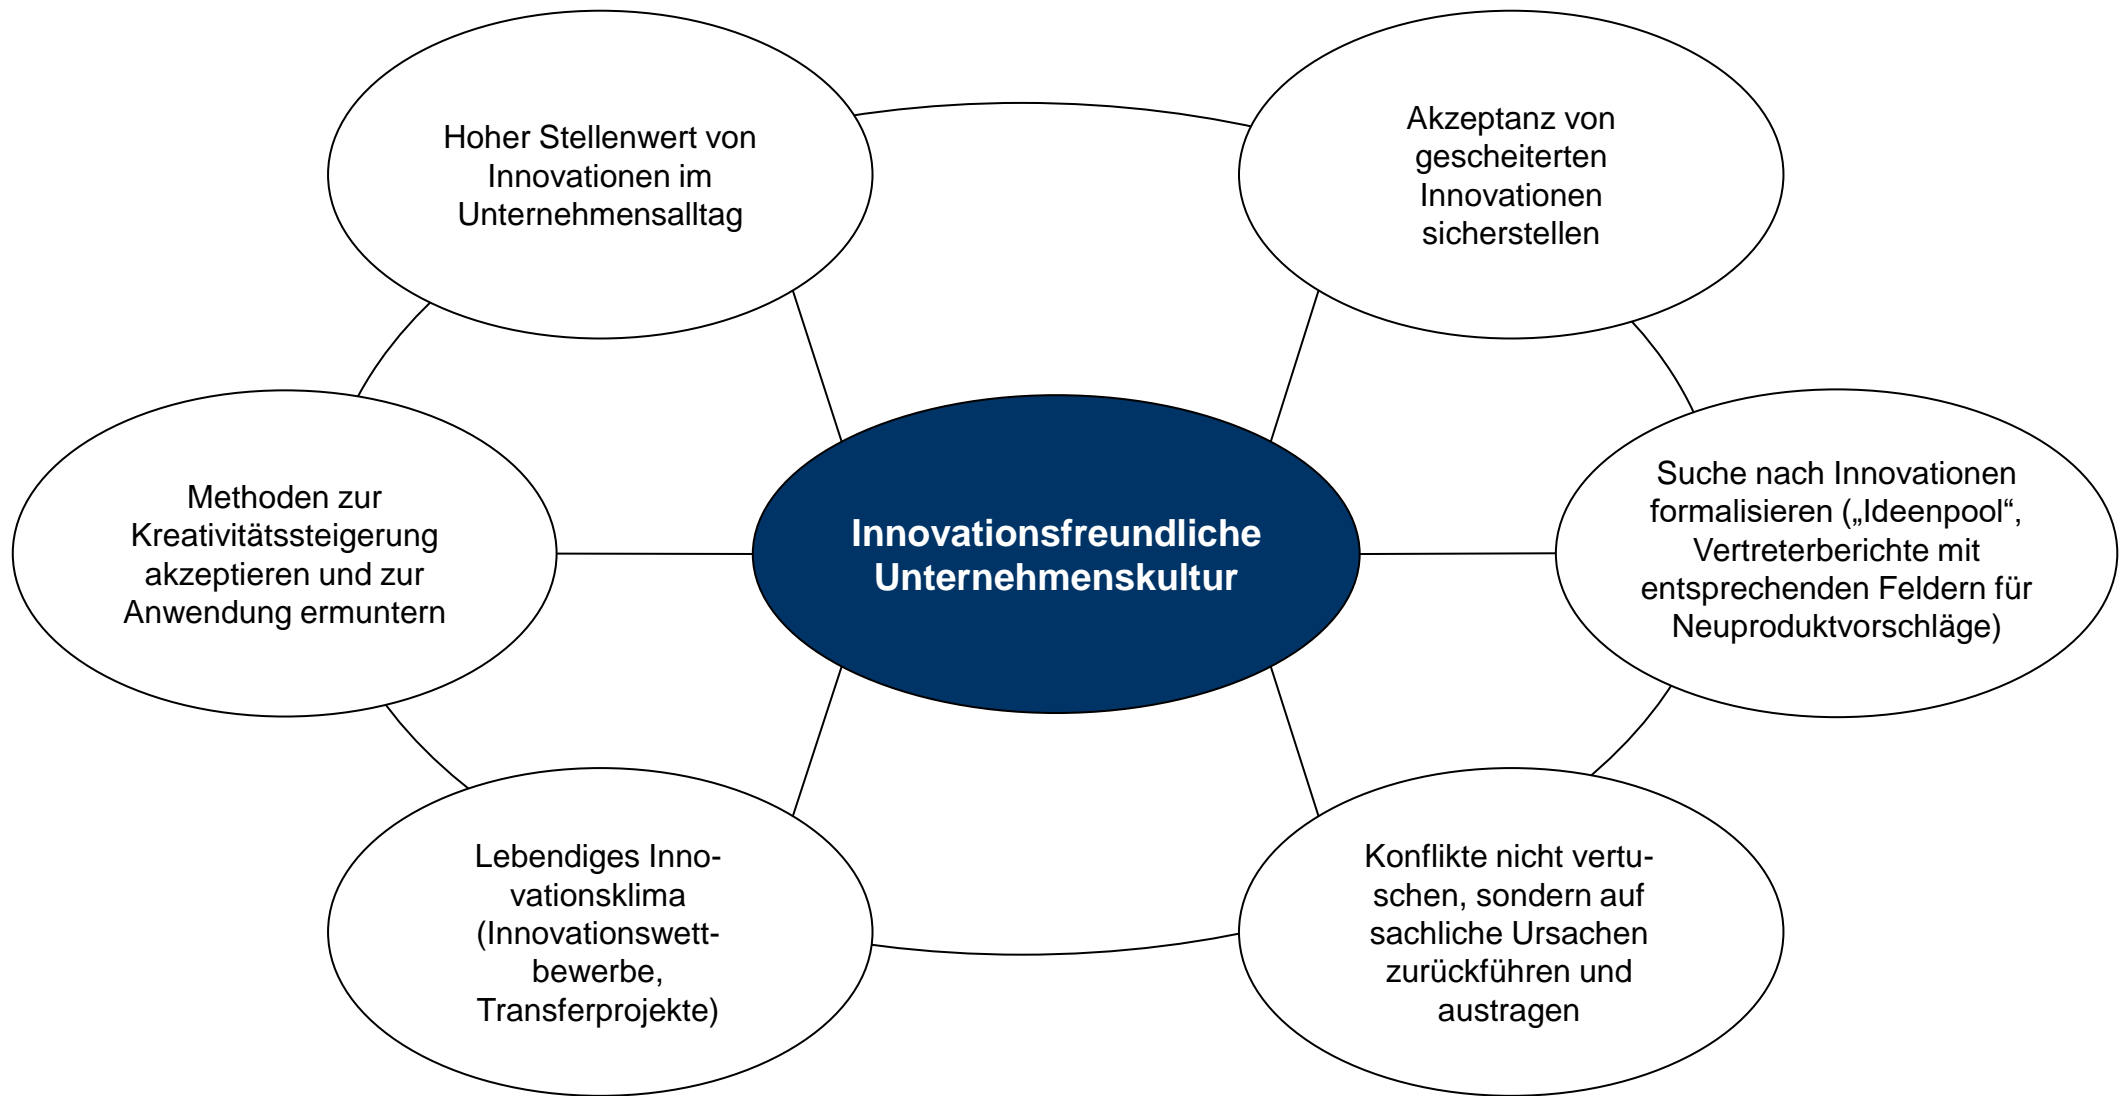 Hoher Stellenwert von
Innovationen im
Unternehmensalltag
Akzeptanz von
gescheiterten
Innovationen
sicherstellen
Methoden zur
Kreativitätssteigerung
akzeptieren und zur
Anwendung ermuntern
Innovationsfreundliche
Unternehmenskultur
Suche nach Innovationen
formalisieren („Ideenpool“,
Vertreterberichte mit
entsprechenden Feldern für
Neuproduktvorschläge)
Lebendiges Inno-
vationsklima
(Innovationswett-
bewerbe,
Transferprojekte)
Konflikte nicht vertu-
schen, sondern auf
sachliche Ursachen
zurückführen und
austragen